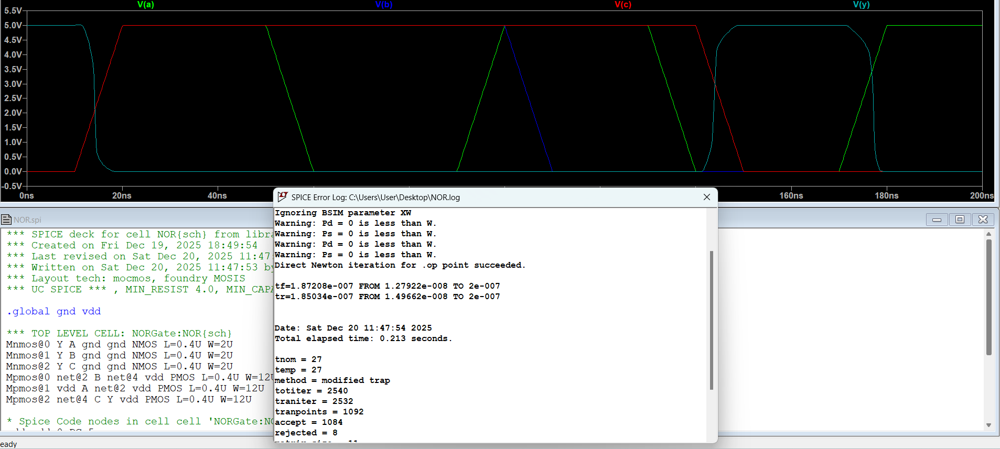 V(a) V(b) V(c) V(y)
5.5V
5.0V
4.5V
4.0V
3.5V
3.0V
2.5V
2.0V
1.5V
1.0V
0.5V
0.0V
-0.5V
0ns 20ns 40ns 160ns 180ns 200ns
NOR.spi
*** SPICE deck for cell NOR{sch} from libra
*** Created on Fri Dec 19, 2025 18:49:54
*** Last revised on Sat Dec 20, 2025 11:47
*** Written on Sat Dec 20, 2025 11:47:53 by
*** Layout tech: mocmos, foundry MOSIS
*** UC SPICE *** , MIN_RESIST 4.0, MIN_CAPA
.global gnd vdd
*** TOP LEVEL CELL: NORGate:NOR{sch}
Mnmos@0 Y A gnd gnd NMOS L=0.4U W=2U
Mnmos@1 Y B gnd gnd NMOS L=0.4U W=2U
Mnmos@2 Y C gnd gnd NMOS L=0.4U W=2U
Mpmos@0 net@2 B net@4 vdd PMOS L=0.4U W=12U
Mpmos@1 vdd A net@2 vdd PMOS L=0.4U W=12U
Mpmos@2 net@4 C Y vdd PMOS L=0.4U W=12U
* Spice Code nodes in cell cell 'NORGate:NO
eady
SPICE Error Log: C:\Users\User\Desktop\NOR.log
Ignoring BSIM parameter XW
Warning: Pd = 0 is less than W.
Warning: Ps = 0 is less than W.
Warning: Pd = 0 is less than W.
Warning: Ps = 0 is less than W.
Direct Newton iteration for .op point succeeded.
tf=1.87208e-007 FROM 1.27922e-008 TO 2e-007
tr=1.85034e-007 FROM 1.49662e-008 TO 2e-007
Date: Sat Dec 20 11:47:54 2025
Total elapsed time: 0.213 seconds.
tnom = 27
temp = 27
method = modified trap
totiter = 2540
traniter = 2532
tranpoints = 1092
accept = 1084
rejected = 8